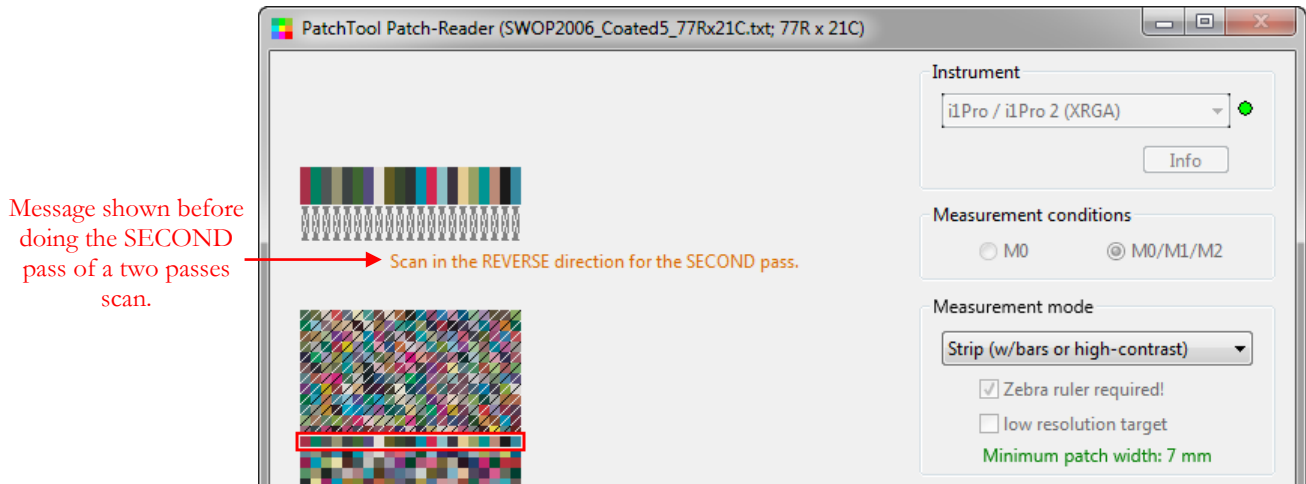 PatchTool Patch-Reader (SWOP2006_Coated5_77Rx21C.txt; 77R x 21C)
Instrument
i1Pro / i1Pro 2 (XRGA)
Info
Message shown before
doing the SECOND
pass of a two passes
scan.
Scan in the REVERSE direction for the SECOND pass.
Measurement conditions
M0
M0/M1/M2
Measurement mode
Strip (w/bars or high-contrast)
Zebra ruler required!
low resolution target
Minimum patch width: 7 mm